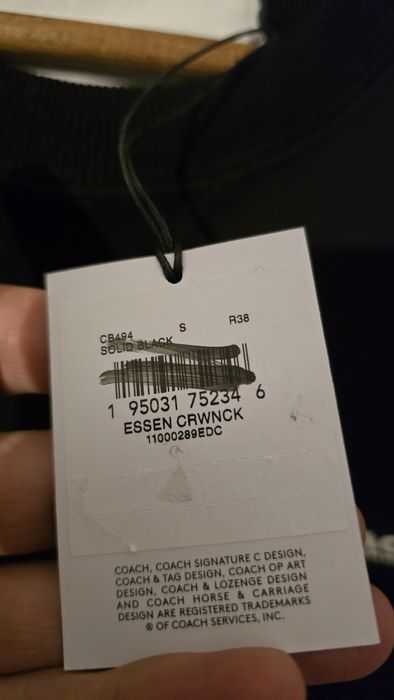 CB494 S R38
SOLID BLACK
1 95031 75234 6
ESSEN CRWNCK
11000289EDC
COACH, COACH SIGNATURE C DESIGN,
COACH & TAG DESIGN, COACH OP ART
DESIGN, COACH & LOZENGE DESIGN
AND COACH HORSE & CARRIAGE
DESIGN ARE REGISTERED TRADEMARKS
® OF COACH SERVICES, INC.